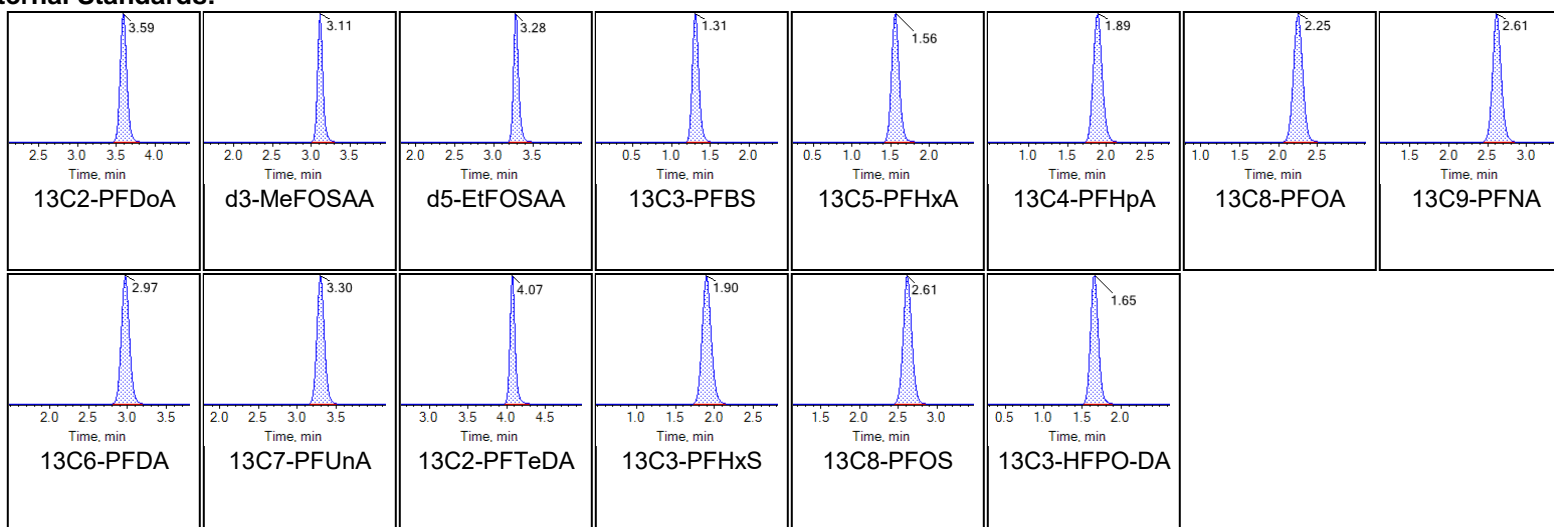 ternal Standards:
3.59
2.5 3.0 3.5 4.0
Time, min
13C2-PFDoA
3.11
2.0 2.5 3.0 3.5
Time, min
d3-MeFOSAA
3.28
2.0 2.5 3.0 3.5
Time, min
d5-EtFOSAA
1.31
0.5 1.0 1.5 2.0
Time, min
13C3-PFBS
1.56
0.5 1.0 1.5 2.0
Time, min
13C5-PFHxA
1.89
1.0 1.5 2.0 2.5
Time, min
13C4-PFHpA
2.25
1.0 1.5 2.0 2.5
Time, min
13C8-PFOA
2.61
1.5 2.0 2.5 3.0
Time, min
13C9-PFNA
2.97
2.0 2.5 3.0 3.5
Time, min
13C6-PFDA
3.30
2.0 2.5 3.0 3.5
Time, min
13C7-PFUnA
4.07
3.0 3.5 4.0 4.5
Time, min
13C2-PFTeDA
1.90
1.0 1.5 2.0 2.5
Time, min
13C3-PFHxS
2.61
1.5 2.0 2.5 3.0
Time, min
13C8-PFOS
1.65
0.5 1.0 1.5 2.0
Time, min
13C3-HFPO-DA